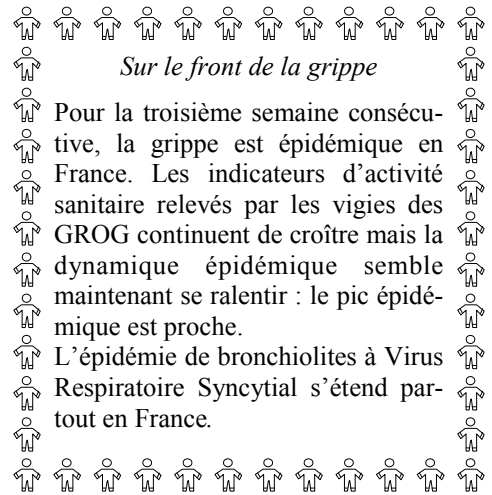 Sur le front de la grippe
Pour la troisième semaine consécu-
tive, la grippe est épidémique en
France. Les indicateurs d’activité
sanitaire relevés par les vigies des
GROG continuent de croître mais la
dynamique épidémique semble
maintenant se ralentir : le pic épidé-
mique est proche.
L’épidémie de bronchiolites à Virus
Respiratoire Syncytial s’étend par-
tout en France.